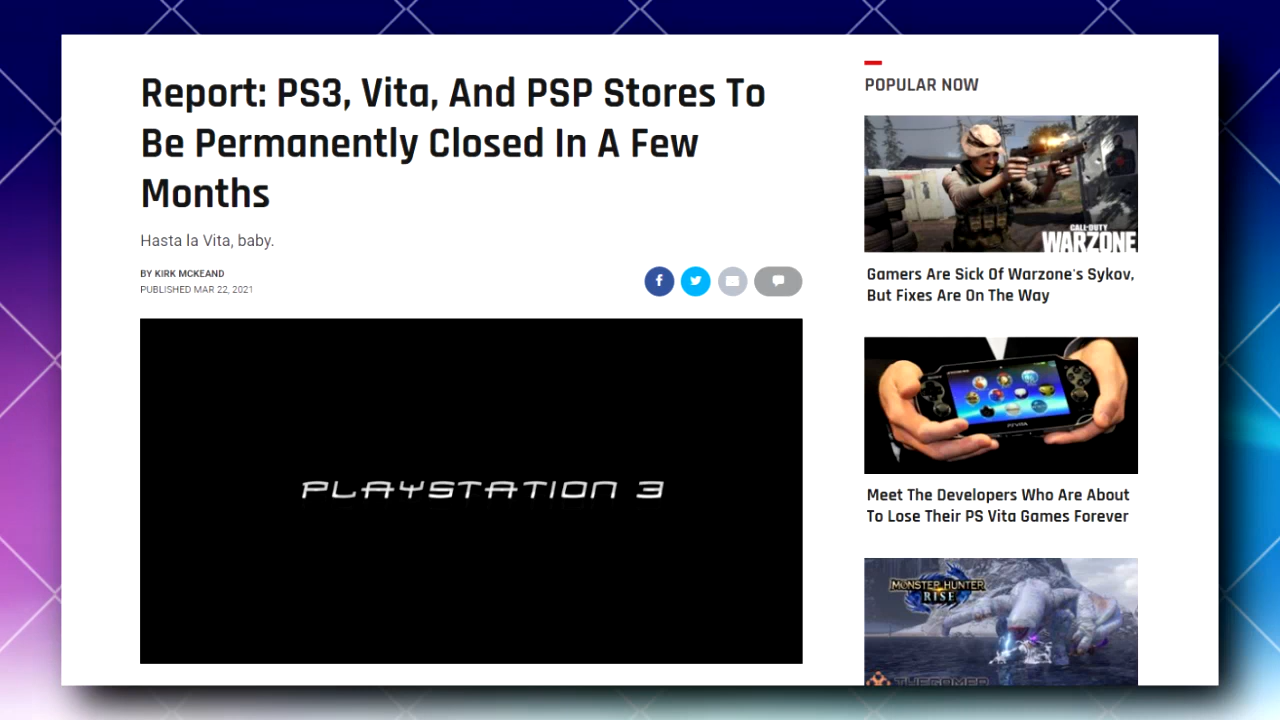 Report: PS3, Vita, And PSP Stores To
Be Permanently Closed In A Few
Months
Hasta la Vita, baby.
BY KIRK MCKEAND
PUBLISHED MAR 22, 2021
PLAYSTATION 3
POPULAR NOW
CALL·DUTY
WARZONE
Gamers Are Sick Of Warzone's Sykov,
But Fixes Are On The Way
SONY
PSVITA
Meet The Developers Who Are About
To Lose Their PS Vita Games Forever
MONSTER HUNTER
RISE
THEGAMER